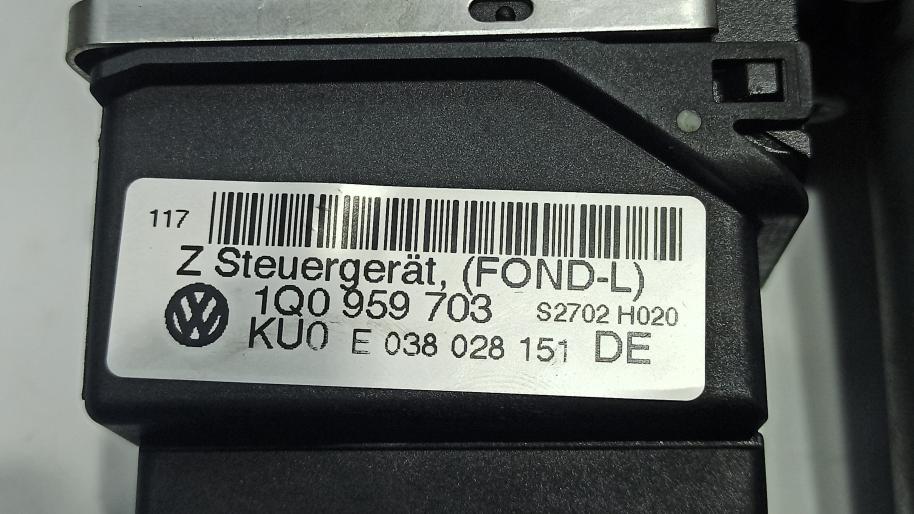 117
Z Steuergerät, (FOND-L)
1Q0 959 703 S2702 H020
KU0 E 038 028 151 DE